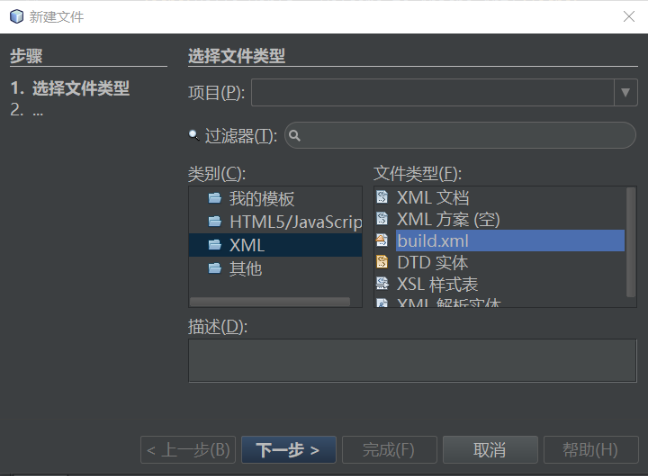 新建文件
步骤
1. 选择文件类型
2. ...
选择文件类型
项目(P):
过滤器(T):
类别(C):
我的模板
HTML5/JavaScrip
XML
其他
文件类型(F):
XML 文档
XML 方案 (空)
build.xml
DTD 实体
XSL 样式表
XML 解析实体
描述(D):
< 上一步(B)
下一步 >
完成(F)
取消
帮助(H)